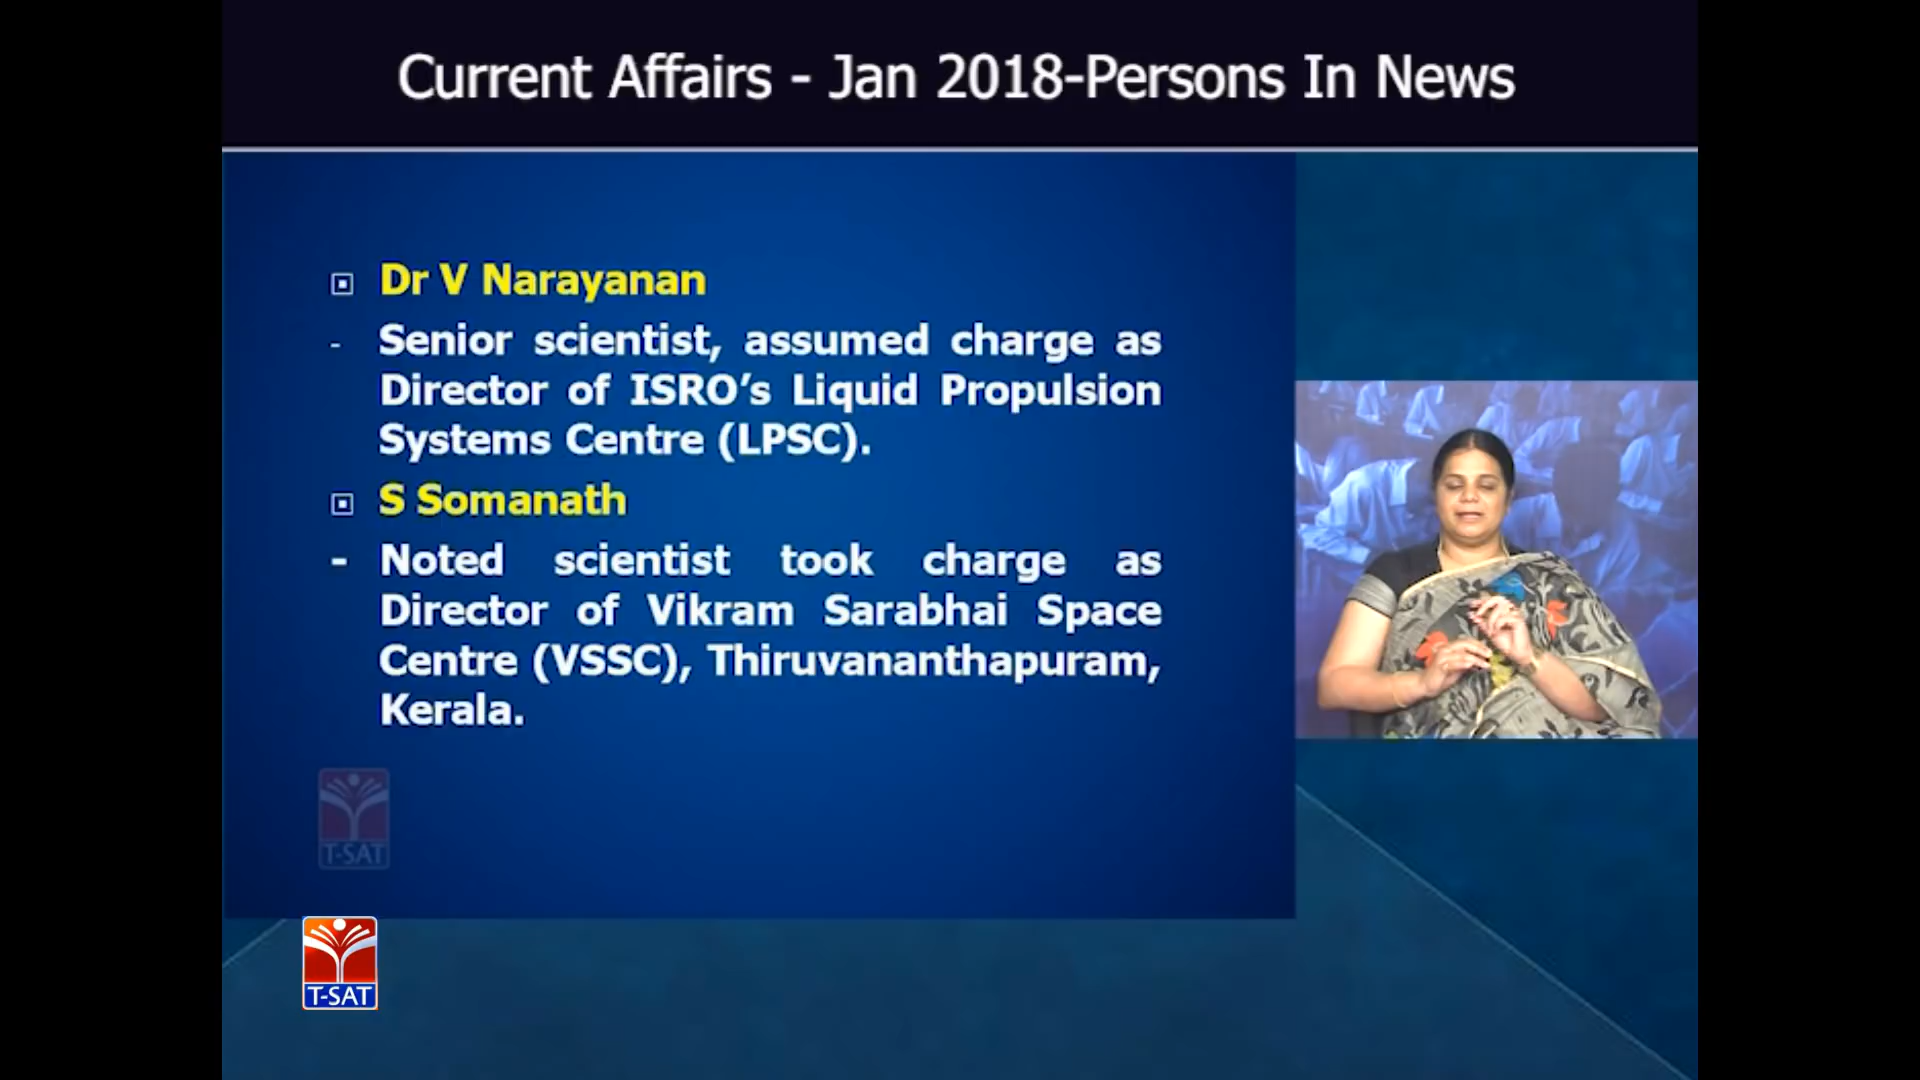 Current Affairs - Jan 2018-Persons In News
Dr V Narayanan
- Senior scientist, assumed charge as
Director of ISRO’s Liquid Propulsion
Systems Centre (LPSC).
S Somanath
- Noted scientist took charge as
Director of Vikram Sarabhai Space
Centre (VSSC), Thiruvananthapuram,
Kerala.
T-SAT
T-SAT